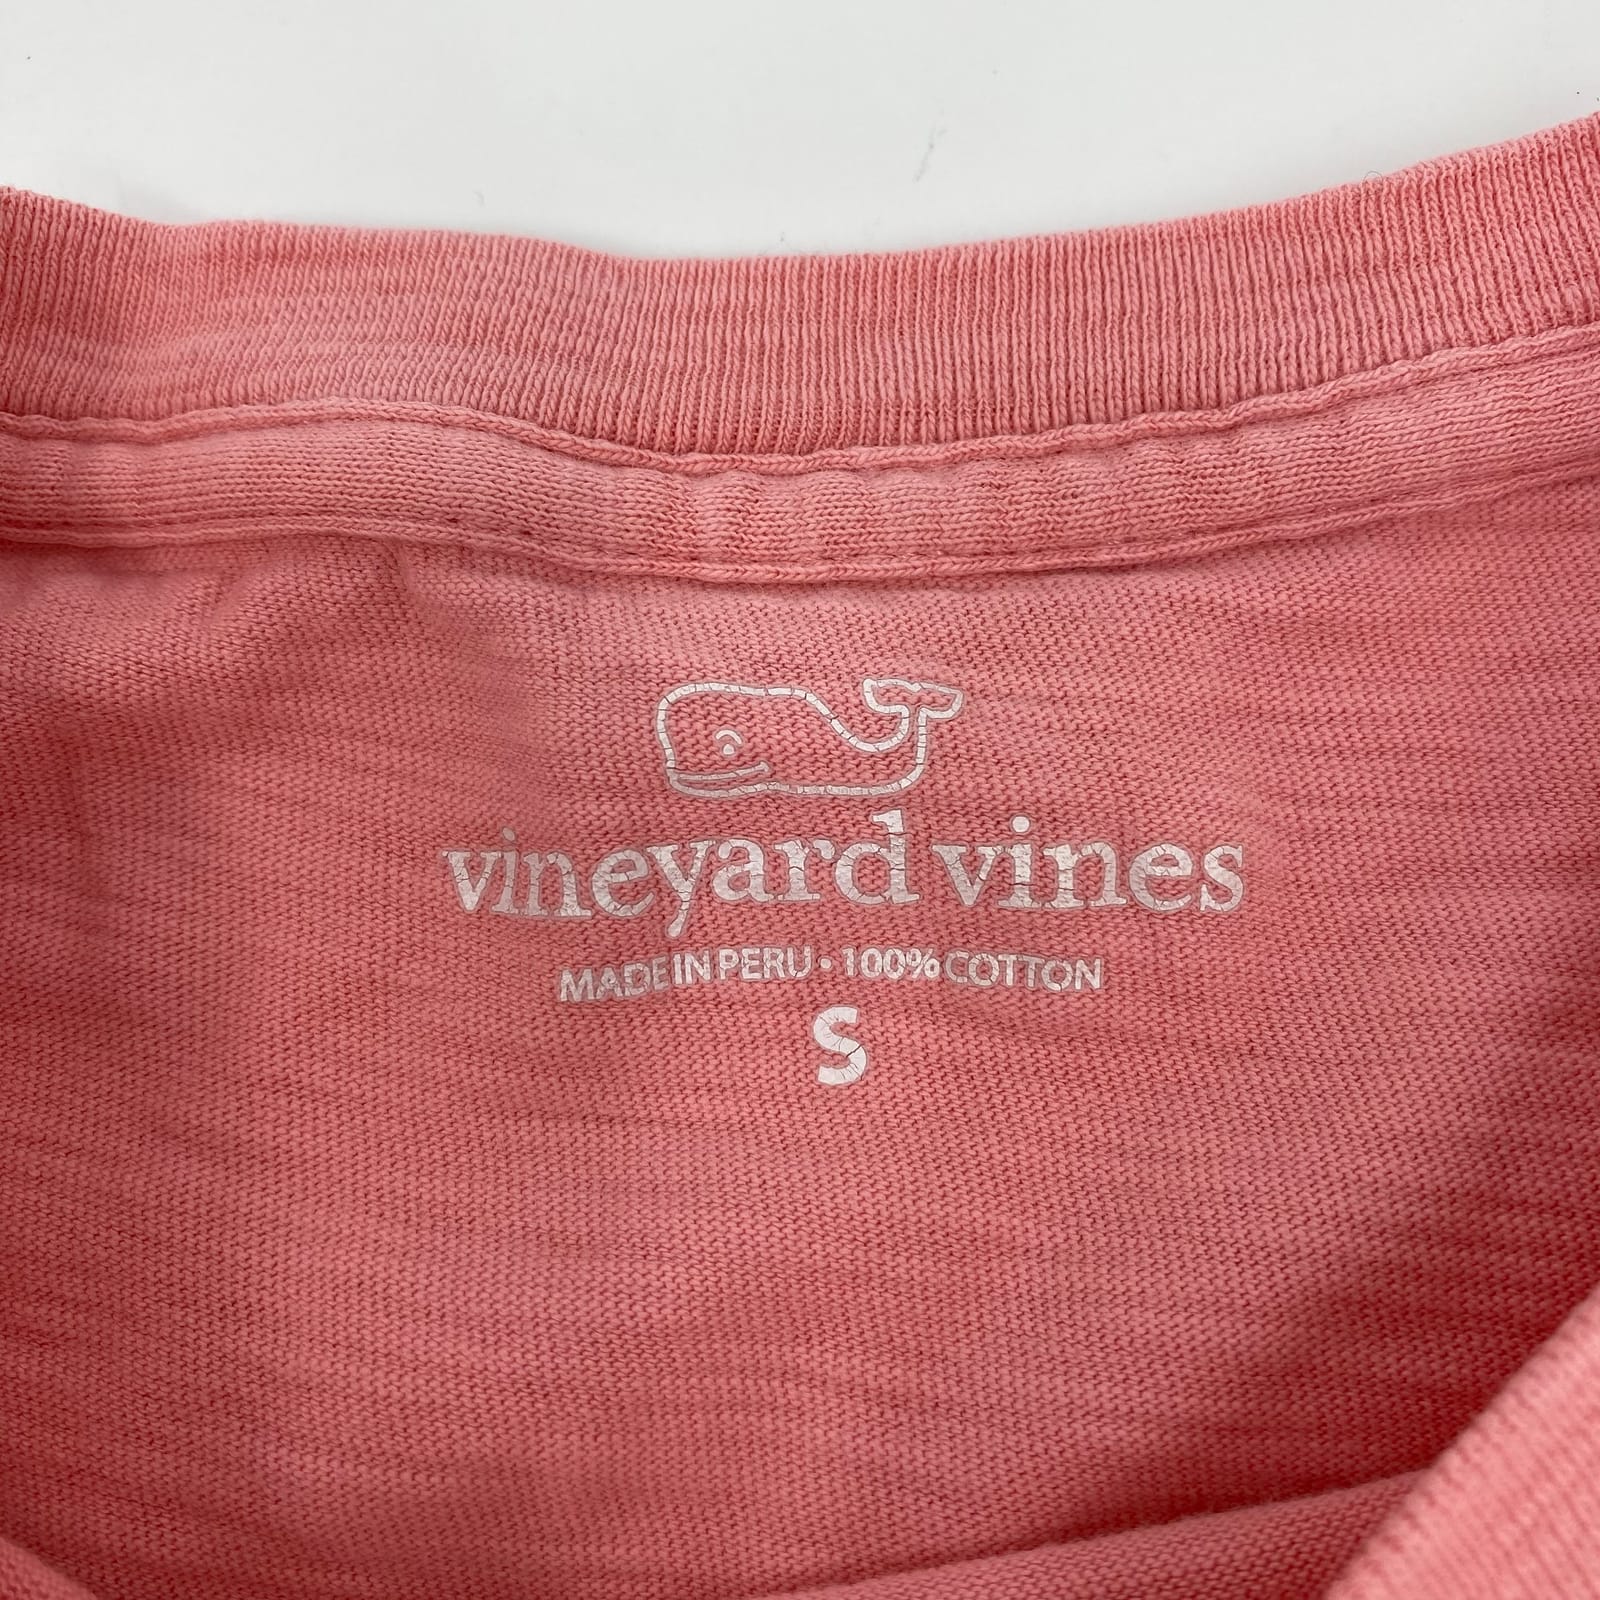 vineyard vines
MADE IN PERU • 100% COTTON
S